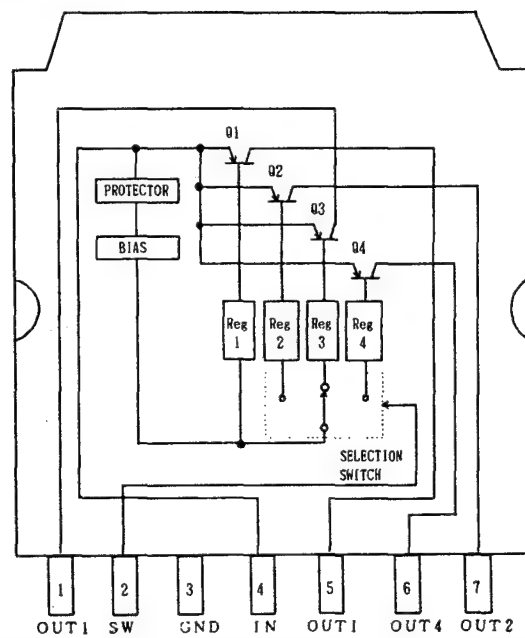 Q1
Q2
Q3
Q4
PROTECTOR
BIAS
Reg 1
Reg 2
Reg 3
Reg 4
SELECTION
SWITCH
1 2 3 4 5 6 7
OUT1 SW GND IN OUT1 OUT4 OUT2